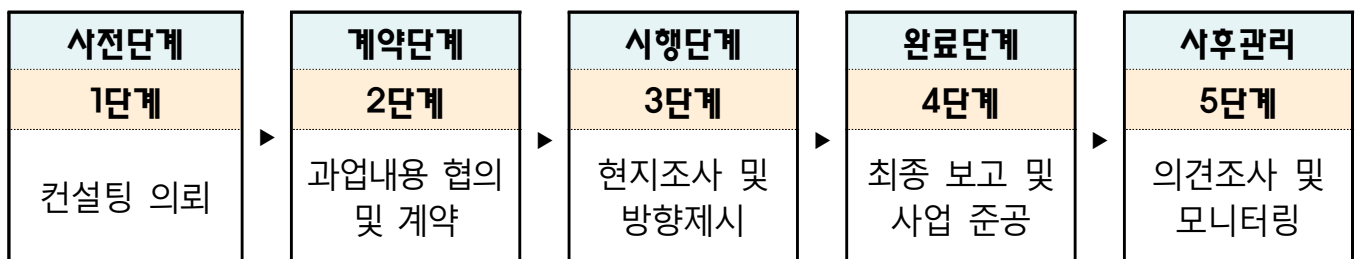 사전단계
1단계
컨설팅 의뢰
▶
계약단계
2단계
과업내용 협의
및 계약
▶
시행단계
3단계
현지조사 및
방향제시
▶
완료단계
4단계
최종 보고 및
사업 준공
▶
사후관리
5단계
의견조사 및
모니터링